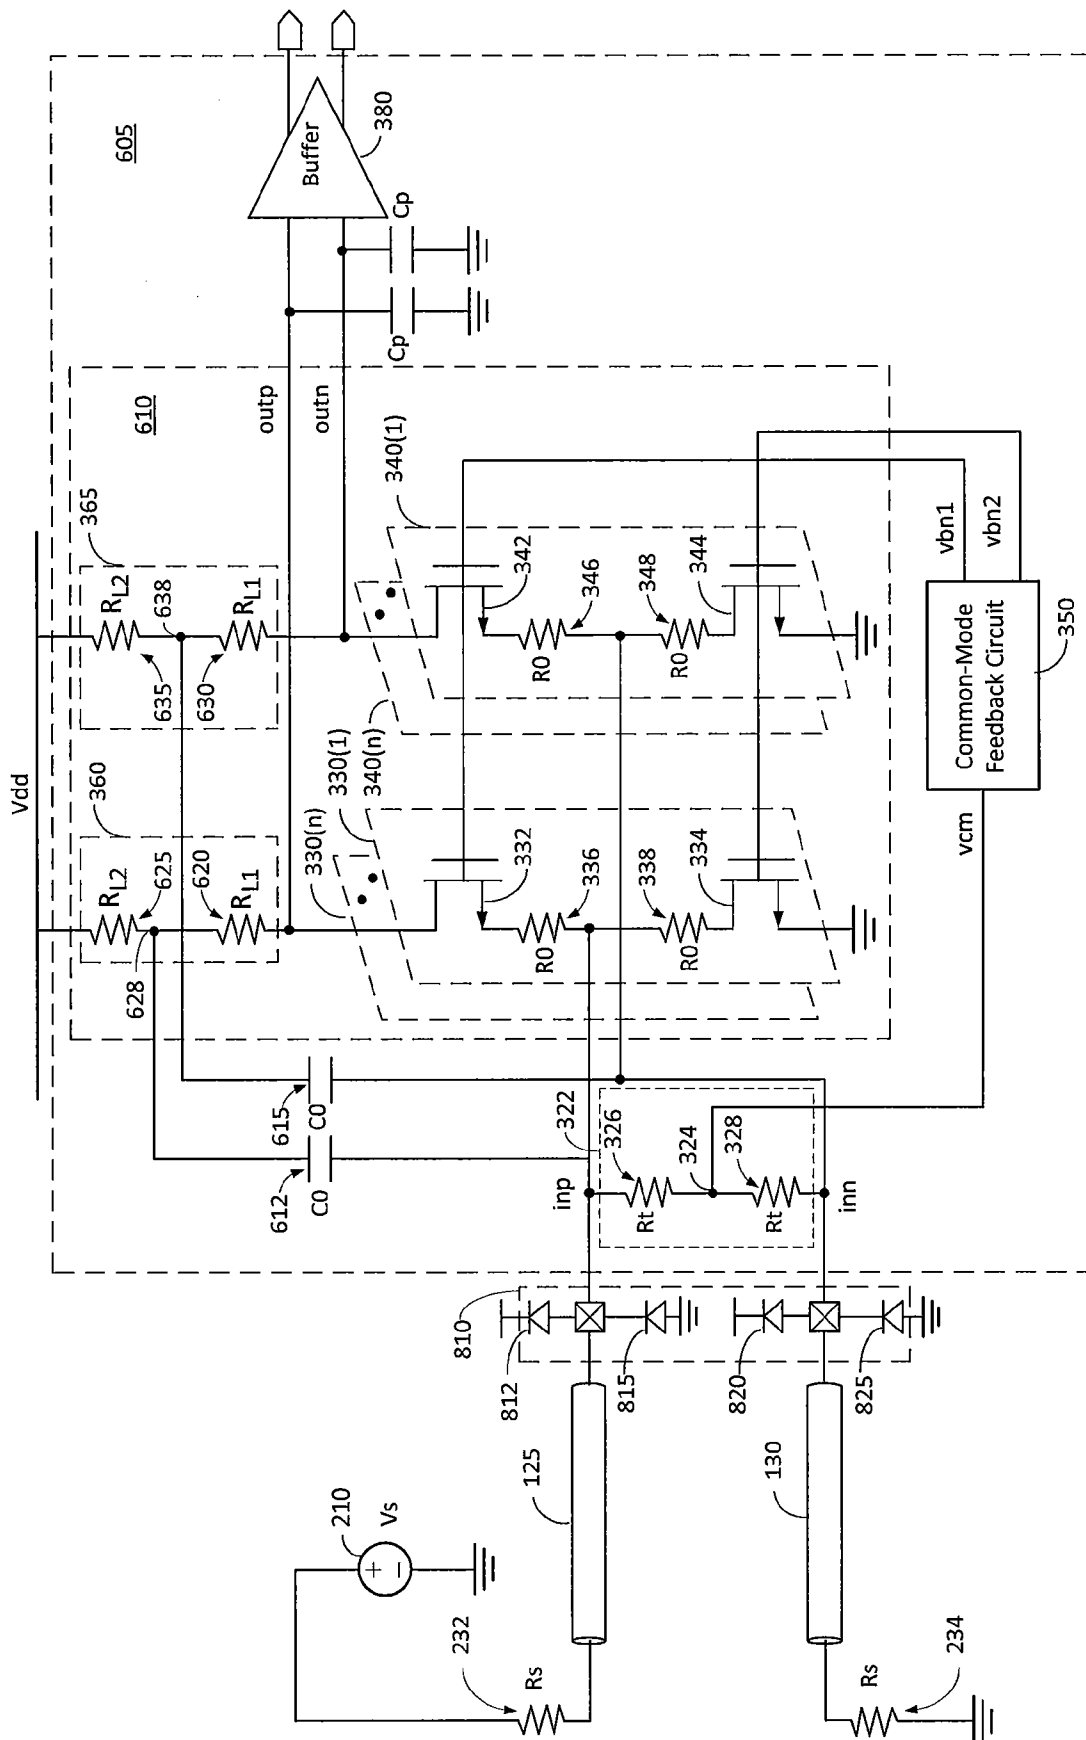 605
Buffer
380
Cp
Cp
610
outp
outn
Vdd
365
RL2
638
635
630
RL1
360
RL2
625
628
620
RL1
340(1)
340(n)
330(1)
330(n)
342
R0
346
348
R0
344
332
R0
336
338
R0
334
vbn1
vbn2
Common-Mode
Feedback Circuit
350
vcm
615
C0
612
C0
322
326
inp
Rt
324
328
Rt
inn
810
812
815
820
825
125
130
210
Vs
232
Rs
Rs
234